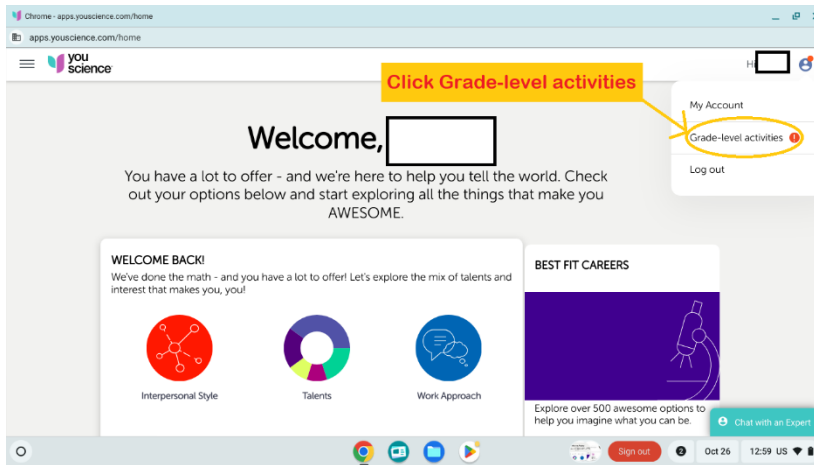 Chrome - apps.youscience.com/home
apps.youscience.com/home
you
science
Hi
Click Grade-level activities
My Account
Grade-level activities
Log out
Welcome,
You have a lot to offer - and we're here to help you tell the world. Check
out your options below and start exploring all the things that make you
AWESOME.
WELCOME BACK!
We've done the math - and you have a lot to offer! Let's explore the mix of talents and
interest that makes you, you!
Interpersonal Style
Talents
Work Approach
BEST FIT CAREERS
Explore over 500 awesome options to
help you imagine what you can be.
Chat with an Expert
Sign out
2
Oct 26
12:59 US